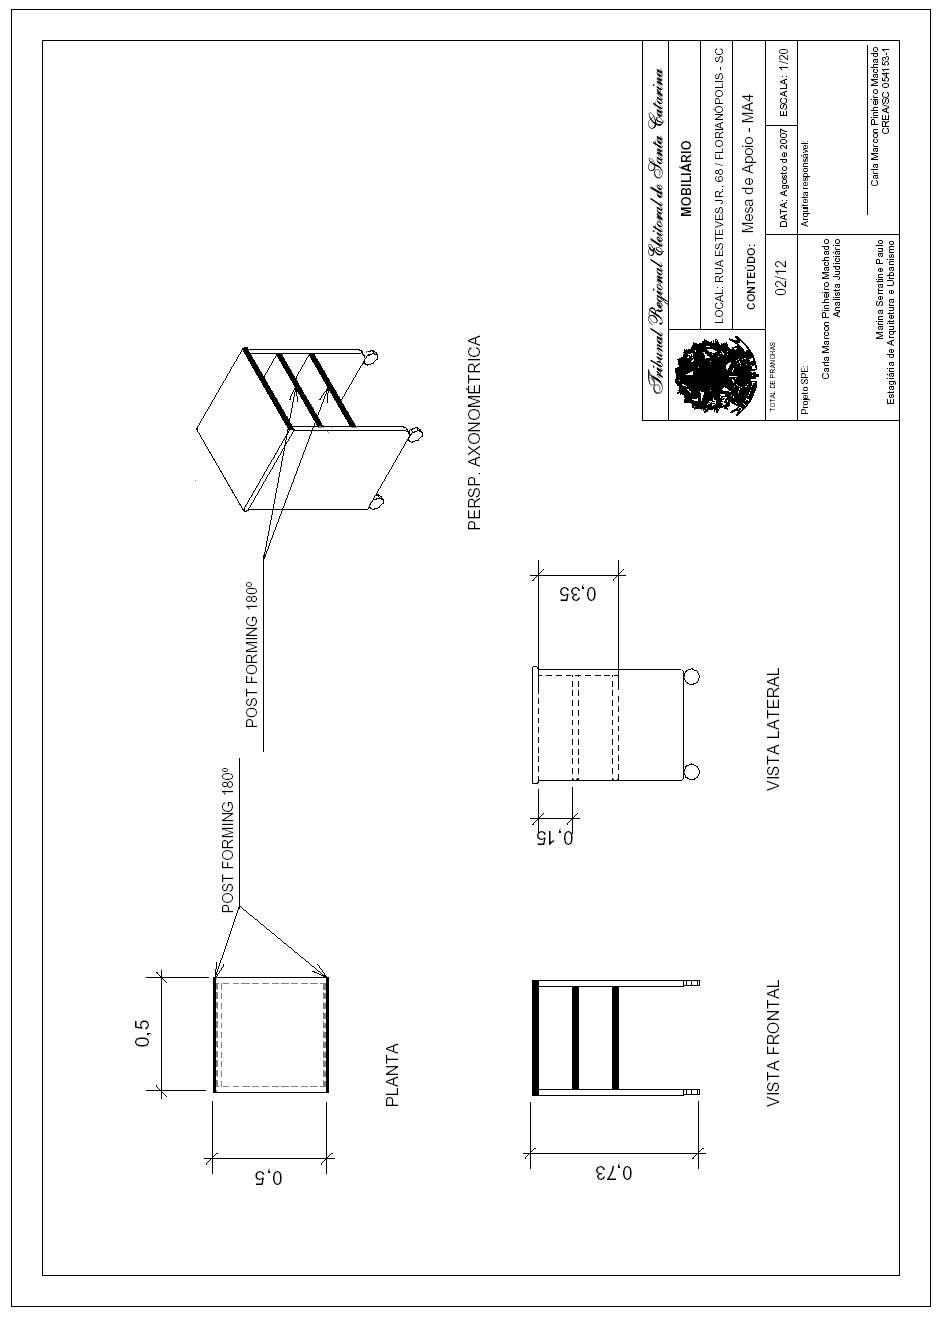 0,5
0,5
PLANTA
POST FORMING 180º
POST FORMING 180º
PERSP. AXONOMÉTRICA
0,73
VISTA FRONTAL
0,15
0,35
VISTA LATERAL
Tribunal Regional Eleitoral de Santa Catarina
MOBILIÁRIO
LOCAL: RUA ESTEVES JR., 68 / FLORIANÓPOLIS - SC
CONTEÚDO: Mesa de Apoio - MA4
TOTAL DE PRANCHAS
02/12
DATA: Agosto de 2007
ESCALA: 1/20
Projeto SPE:
Carla Marcon Pinheiro Machado
Analista Judiciário
Marina Serratine Paulo
Estagiária de Arquitetura e Urbanismo
Arquiteta responsável:
Carla Marcon Pinheiro Machado
CREA/SC 054153-1